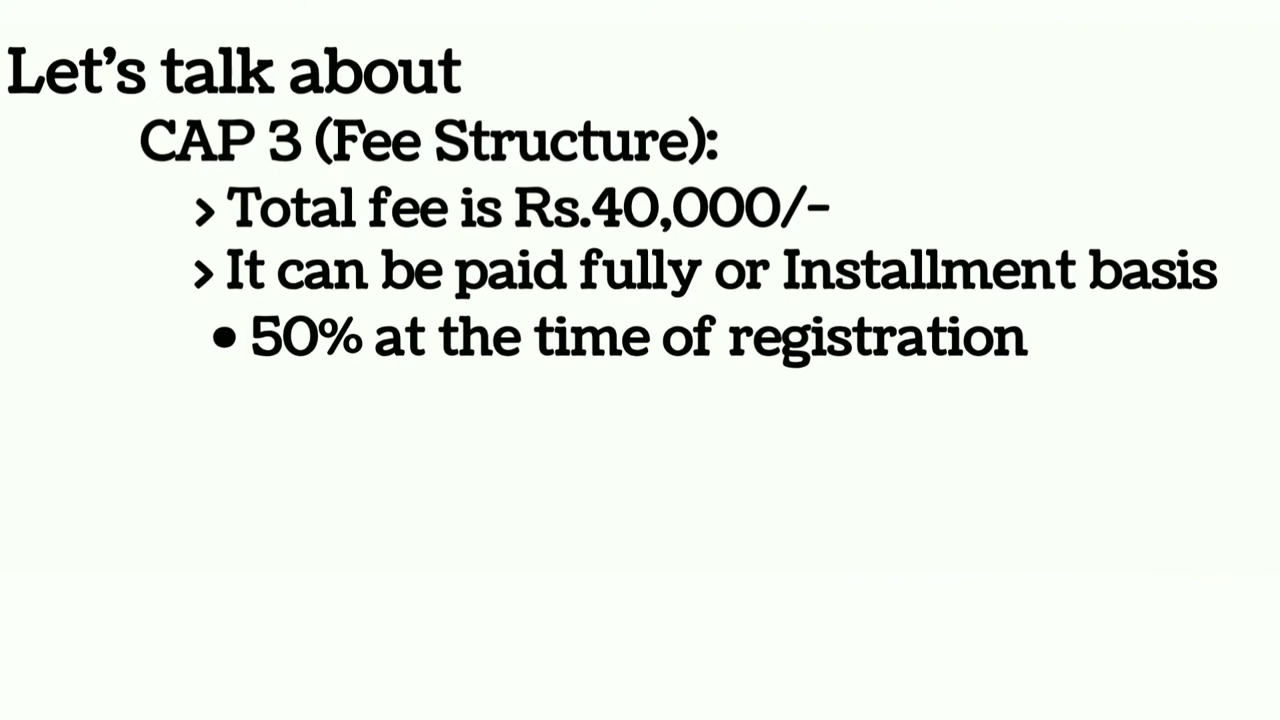 Let's talk about
CAP 3 (Fee Structure):
> Total fee is Rs.40,000/-
> It can be paid fully or Installment basis
• 50% at the time of registration